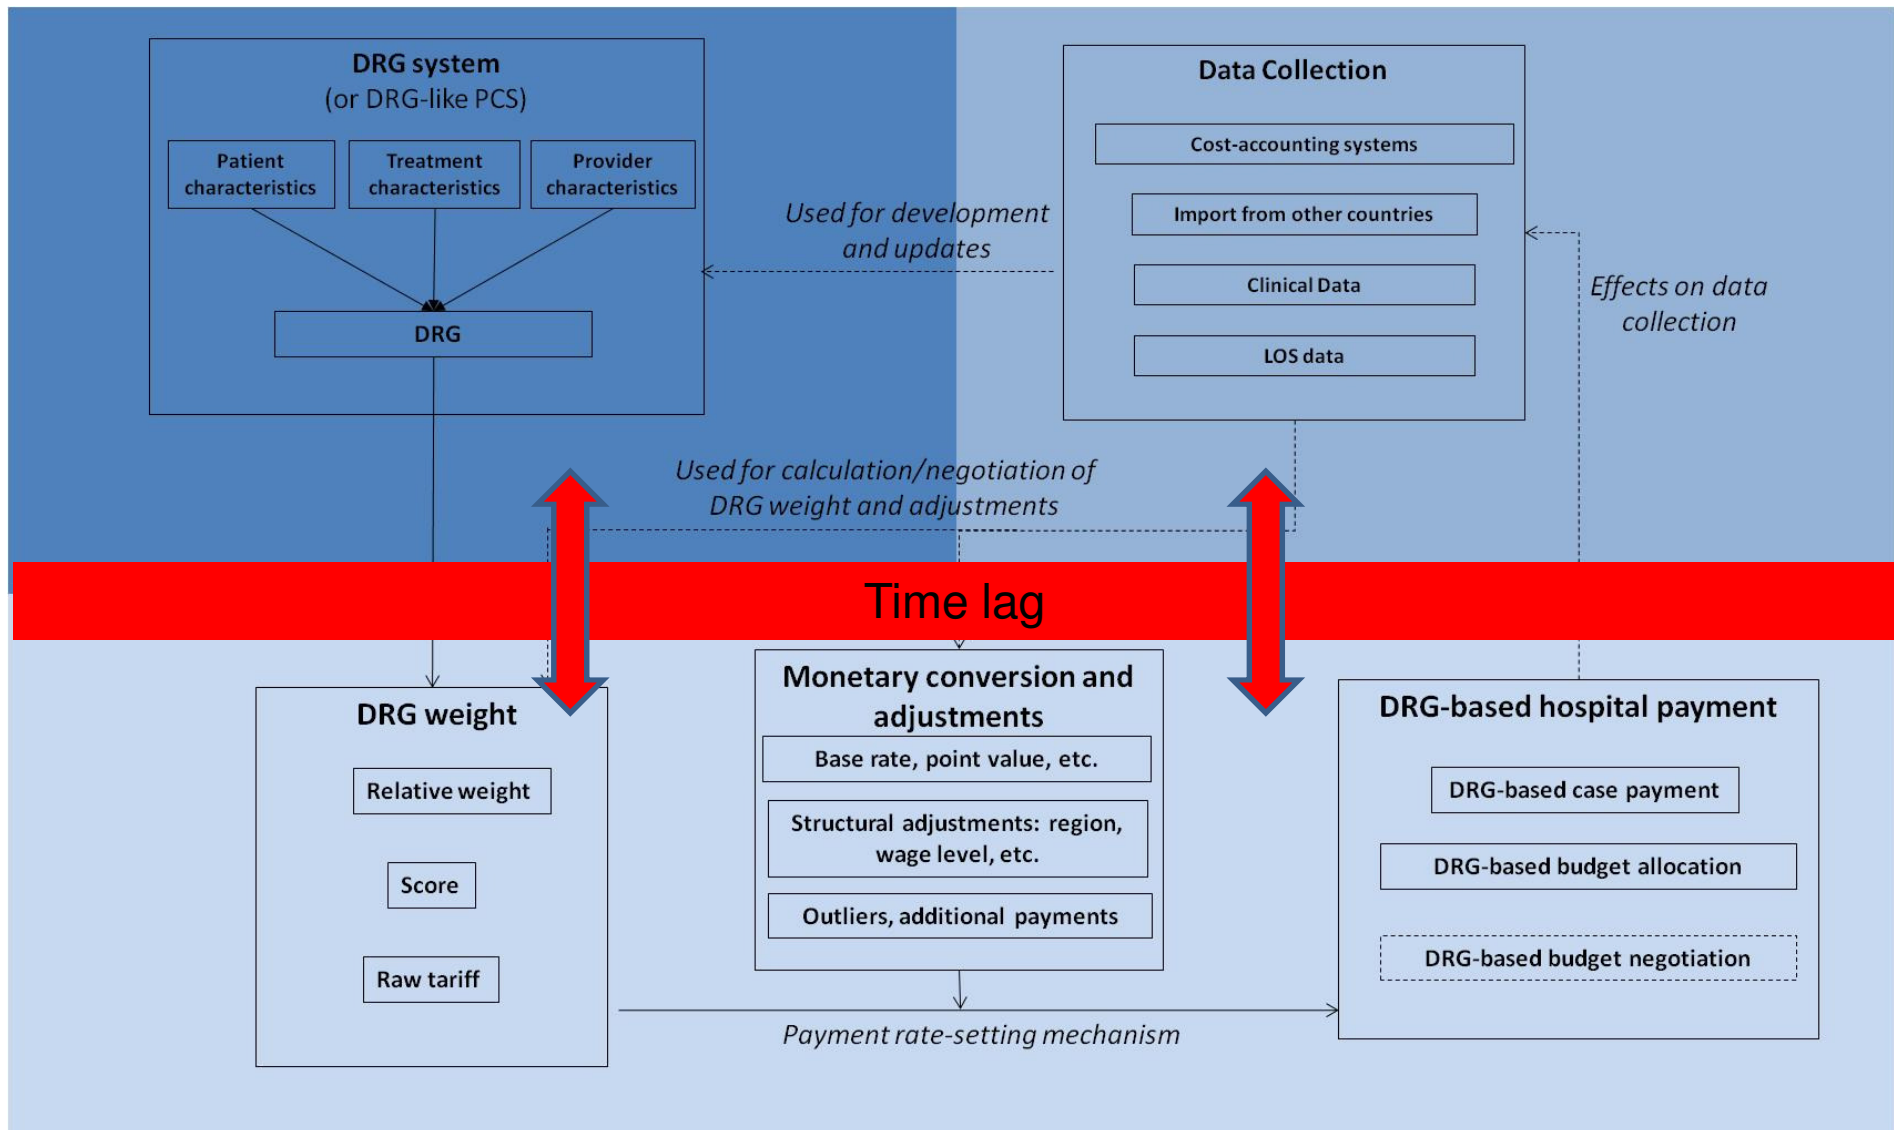 DRG system
(or DRG-like PCS)
Patient
characteristics
Treatment
characteristics
Provider
characteristics
DRG
Data Collection
Cost-accounting systems
Import from other countries
Clinical Data
LOS data
Used for development
and updates
Effects on data
collection
Used for calculation/negotiation of
DRG weight and adjustments
Time lag
DRG weight
Relative weight
Score
Raw tariff
Monetary conversion and
adjustments
Base rate, point value, etc.
Structural adjustments: region,
wage level, etc.
Outliers, additional payments
DRG-based hospital payment
DRG-based case payment
DRG-based budget allocation
DRG-based budget negotiation
Payment rate-setting mechanism